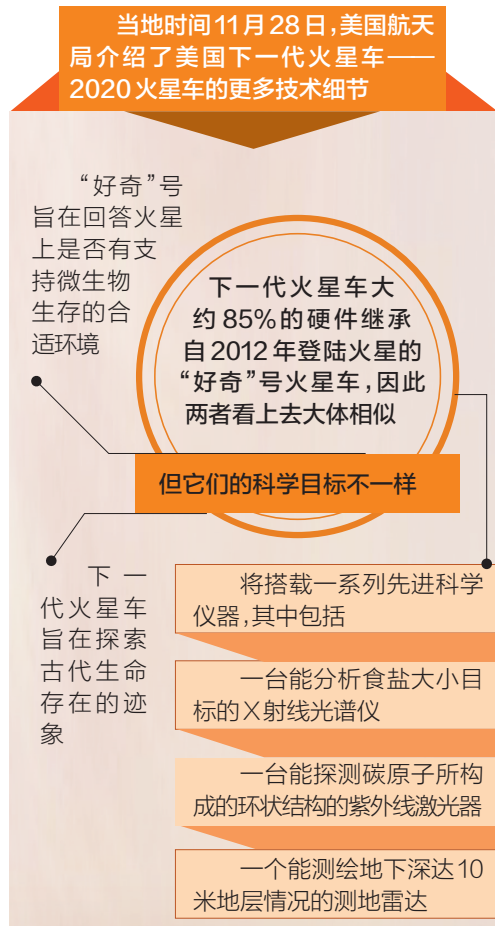 当地时间11月28日,美国航天
局介绍了美国下一代火星车——
2020火星车的更多技术细节
“好奇”号
旨在回答火星
上是否有支
持微生物
生存的合
适环境
下一代火星车大
约85%的硬件继承
自2012年登陆火星的
“好奇”号火星车,因此
两者看上去大体相似
但它们的科学目标不一样
下一
代火星车
旨在探索
古代生命
存在的迹
象
将搭载一系列先进科学
仪器,其中包括
一台能分析食盐大小目
标的X射线光谱仪
一台能探测碳原子所构
成的环状结构的紫外线激光器
一个能测绘地下深达10
米地层情况的测地雷达